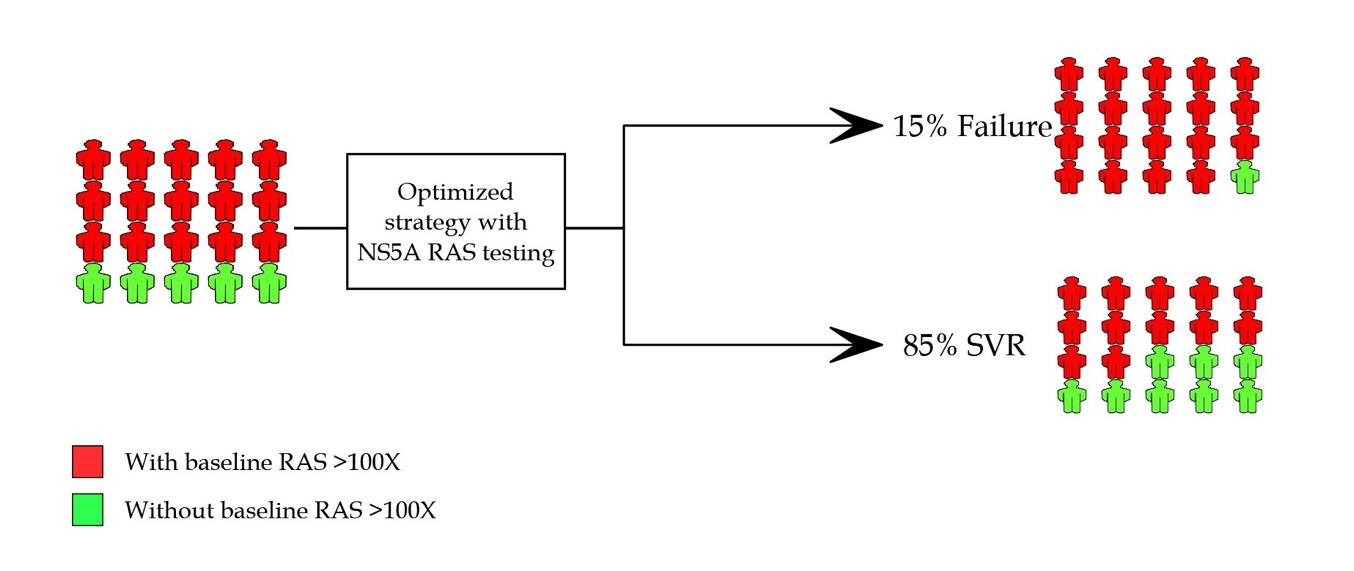 Optimized
strategy with
NS5A RAS testing
15% Failure
85% SVR
With baseline RAS >100X
Without baseline RAS >100X